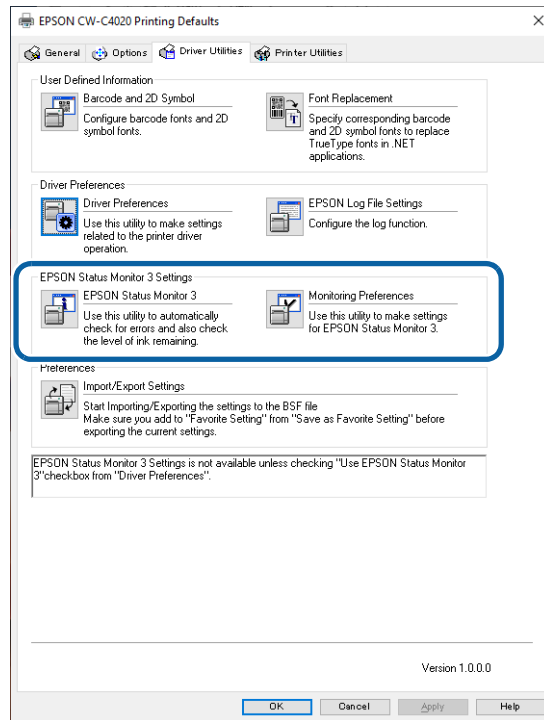 EPSON CW-C4020 Printing Defaults
General
Options
Driver Utilities
Printer Utilities
User Defined Information
Barcode and 2D Symbol
Configure barcode fonts and 2D
symbol fonts.
Font Replacement
Specify corresponding barcode
and 2D symbol fonts to replace
TrueType fonts in .NET
applications.
Driver Preferences
Driver Preferences
Use this utility to make settings
related to the printer driver
operation.
EPSON Log File Settings
Configure the log function.
EPSON Status Monitor 3 Settings
EPSON Status Monitor 3
Use this utility to automatically
check for errors and also check
the level of ink remaining.
Monitoring Preferences
Use this utility to make settings
for EPSON Status Monitor 3.
Preferences
Import/Export Settings
Start Importing/Exporting the settings to the BSF file
Make sure you add to "Favorite Setting" from "Save as Favorite Setting" before
exporting the current settings.
EPSON Status Monitor 3 Settings is not available unless checking "Use EPSON Status Monitor
3"checkbox from "Driver Preferences".
Version 1.0.0.0
OK
Cancel
Apply
Help